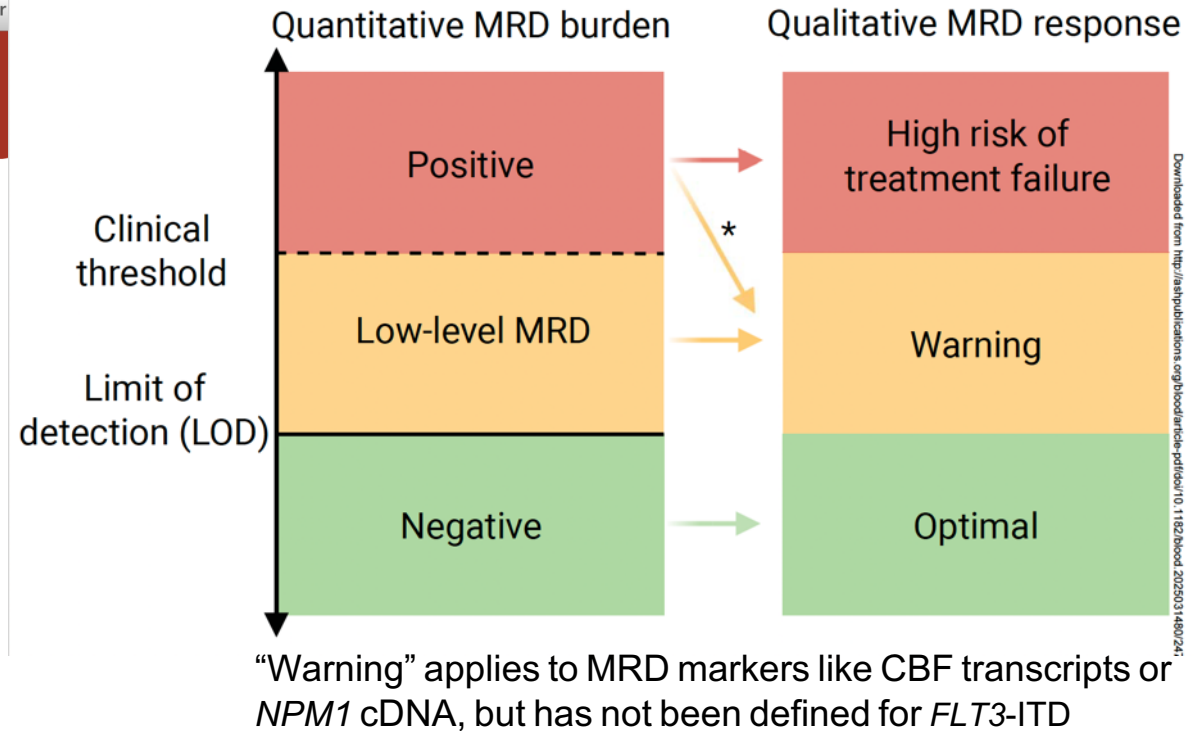 r
Quantitative MRD burden
Qualitative MRD response
Positive
High risk of
treatment failure
*
Clinical
threshold
Low-level MRD
Warning
Limit of
detection (LOD)
Negative
Optimal
“Warning” applies to MRD markers like CBF transcripts or
NPM1 cDNA, but has not been defined for FLT3-ITD
Downloaded from http://ashpublications.org/blood/article-pdf/doi/10.1182/blood.2025031480/247